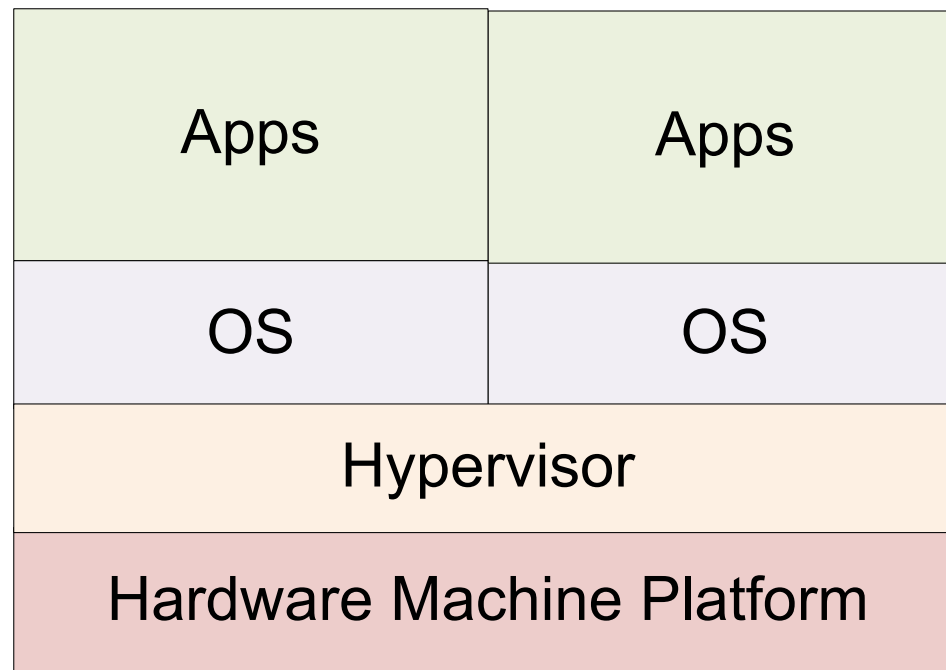 Apps
Apps
OS
OS
Hypervisor
Hardware Machine Platform